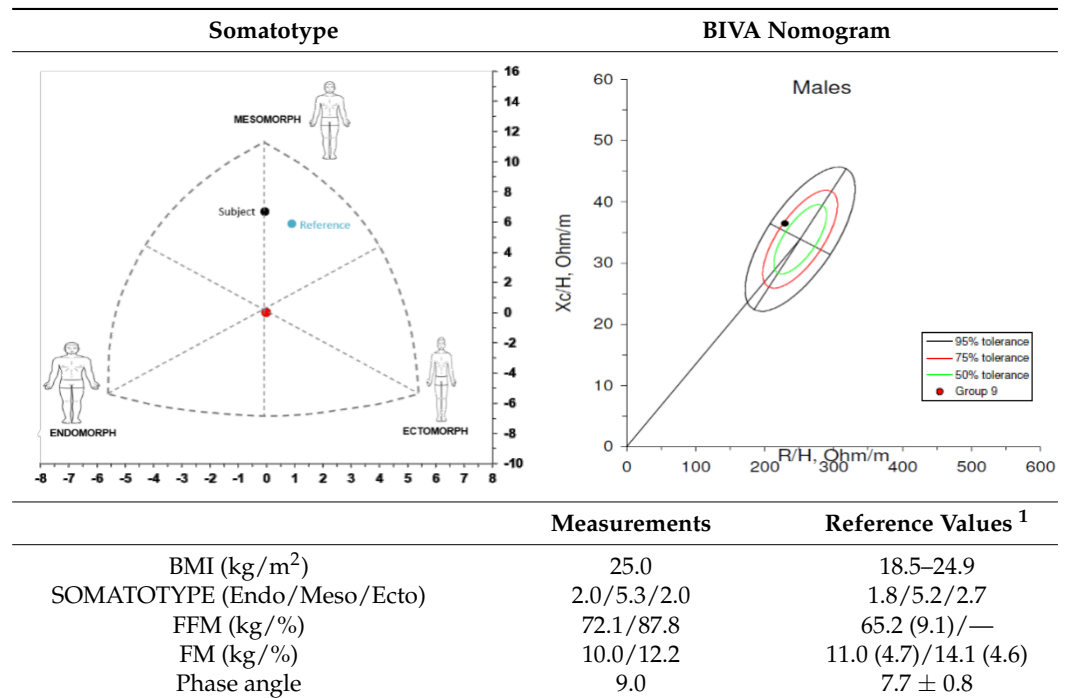 Somatotype BIVA Nomogram
16
14
12
10
8
6
4
2
0
-2
-4
-6
-8
-10
MESOMORPH
Subject
Reference
ENDOMORPH
ECTOMORPH
-8 -7 -6 -5 -4 -3 -2 -1 0 1 2 3 4 5 6 7 8
Males
60
50
40
30
20
10
0
Xc/H, Ohm/m
95% tolerance
75% tolerance
50% tolerance
Group 9
0 100 200 300 400 500 600
R/H, Ohm/m
Measurements Reference Values 1
BMI (kg/m2) 25.0 18.5–24.9
SOMATOTYPE (Endo/Meso/Ecto) 2.0/5.3/2.0 1.8/5.2/2.7
FFM (kg/%) 72.1/87.8 65.2 (9.1)/—
FM (kg/%) 10.0/12.2 11.0 (4.7)/14.1 (4.6)
Phase angle 9.0 7.7 ± 0.8